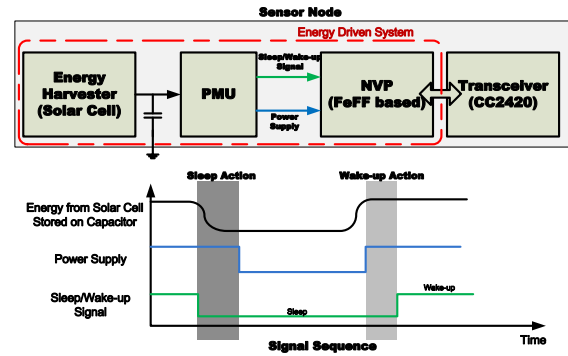 Sensor Node
Energy Driven System
Energy
Harvester
(Solar Cell)
PMU
Sleep/Wake-up
Signal
Power
Supply
NVP
(FeFF based)
Transceiver
(CC2420)
Sleep Action
Wake-up Action
Energy from Solar Cell
Stored on Capacitor
Power Supply
Sleep/Wake-up
Signal
Sleep
Wake-up
Time
Signal Sequence